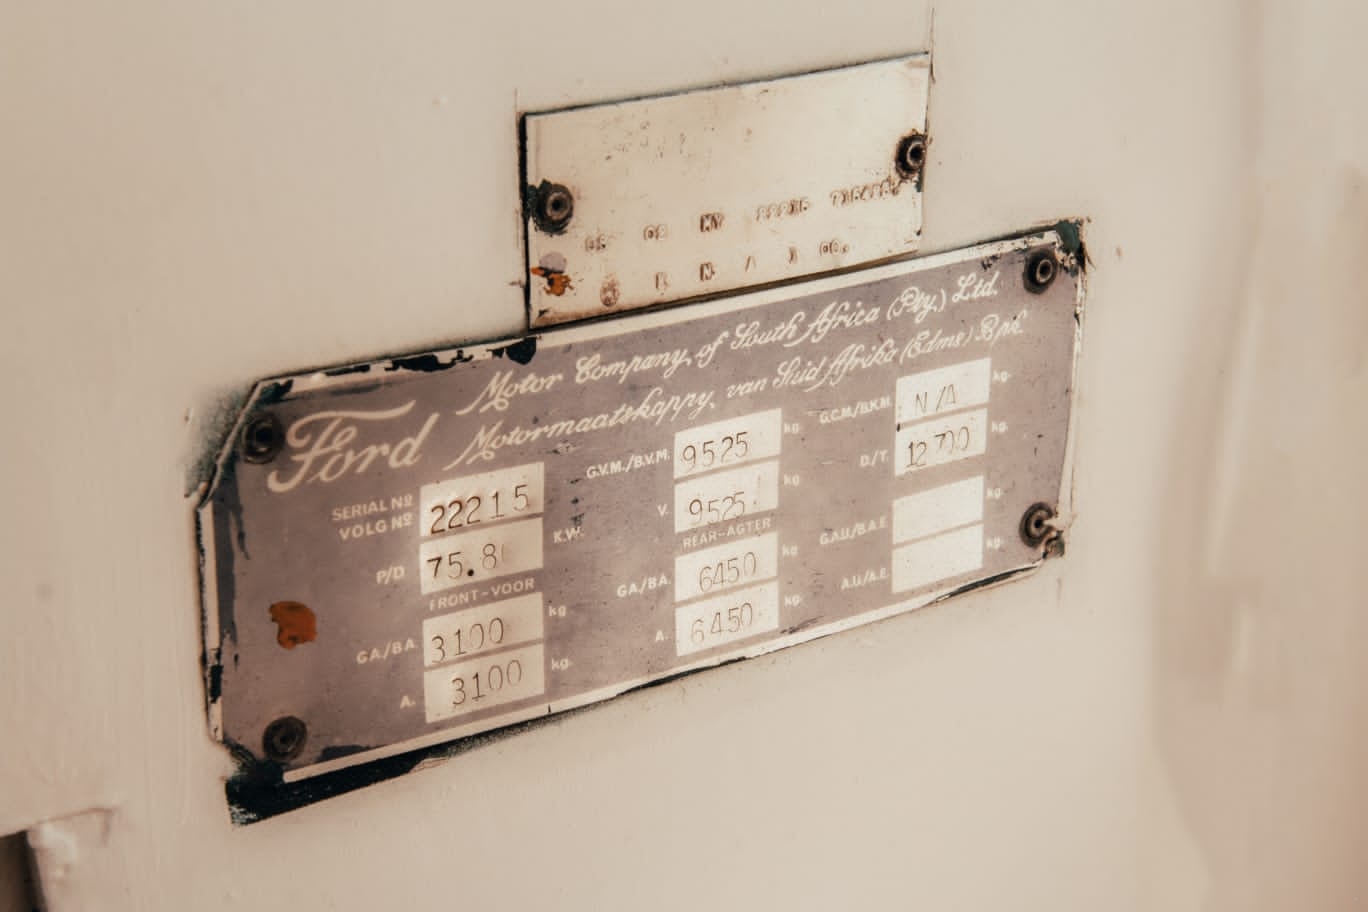 02 MY
K N / A
Ford Motor Company of South Africa (Pty.) Ltd.
Motormaatskappy van Suid Afrika (Edms) Bpk
SERIAL Nº
VOLG Nº 22215
P/D 75.8 K.W.
FRONT-VOOR
GA./BA. 3100 kg
A. 3100 kg.
G.V.M./B.V.M. 9525 kg
V. 9525 kg
REAR-AGTER
GA./BA. 6450 kg
A. 6450 kg.
G.C.M./B.K.M. N/A kg.
D./T. 12700 kg.
G.A.U./B.A.E. kg.
A.U./A.E. kg.